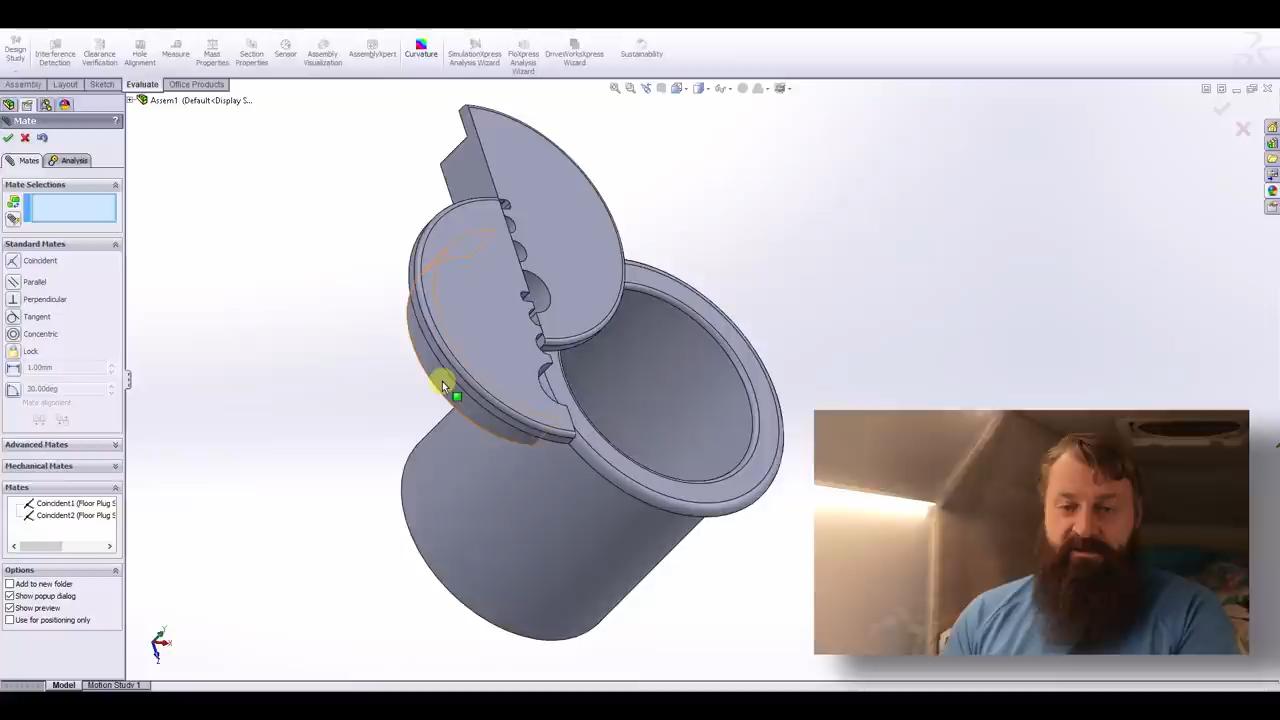 Design Study
Interference Detection
Clearance Verification
Hole Alignment
Measure
Mass Properties
Section Properties
Sensor
Assembly Visualization
AssemblyXpert
Curvature
SimulationXpress Analysis Wizard
FloXpress Analysis Wizard
DriveWorksXpress Wizard
Sustainability
Assembly
Layout
Sketch
Evaluate
Office Products
Assem1 (Default<Display S...
Mate
?
Mates
Analysis
Mate Selections
Standard Mates
Coincident
Parallel
Perpendicular
Tangent
Concentric
Lock
1.00mm
30.00deg
Mate alignment:
Advanced Mates
Mechanical Mates
Mates
Coincident1 (Floor Plug S
Coincident2 (Floor Plug S
Options
Add to new folder
Show popup dialog
Show preview
Use for positioning only
Model
Motion Study 1